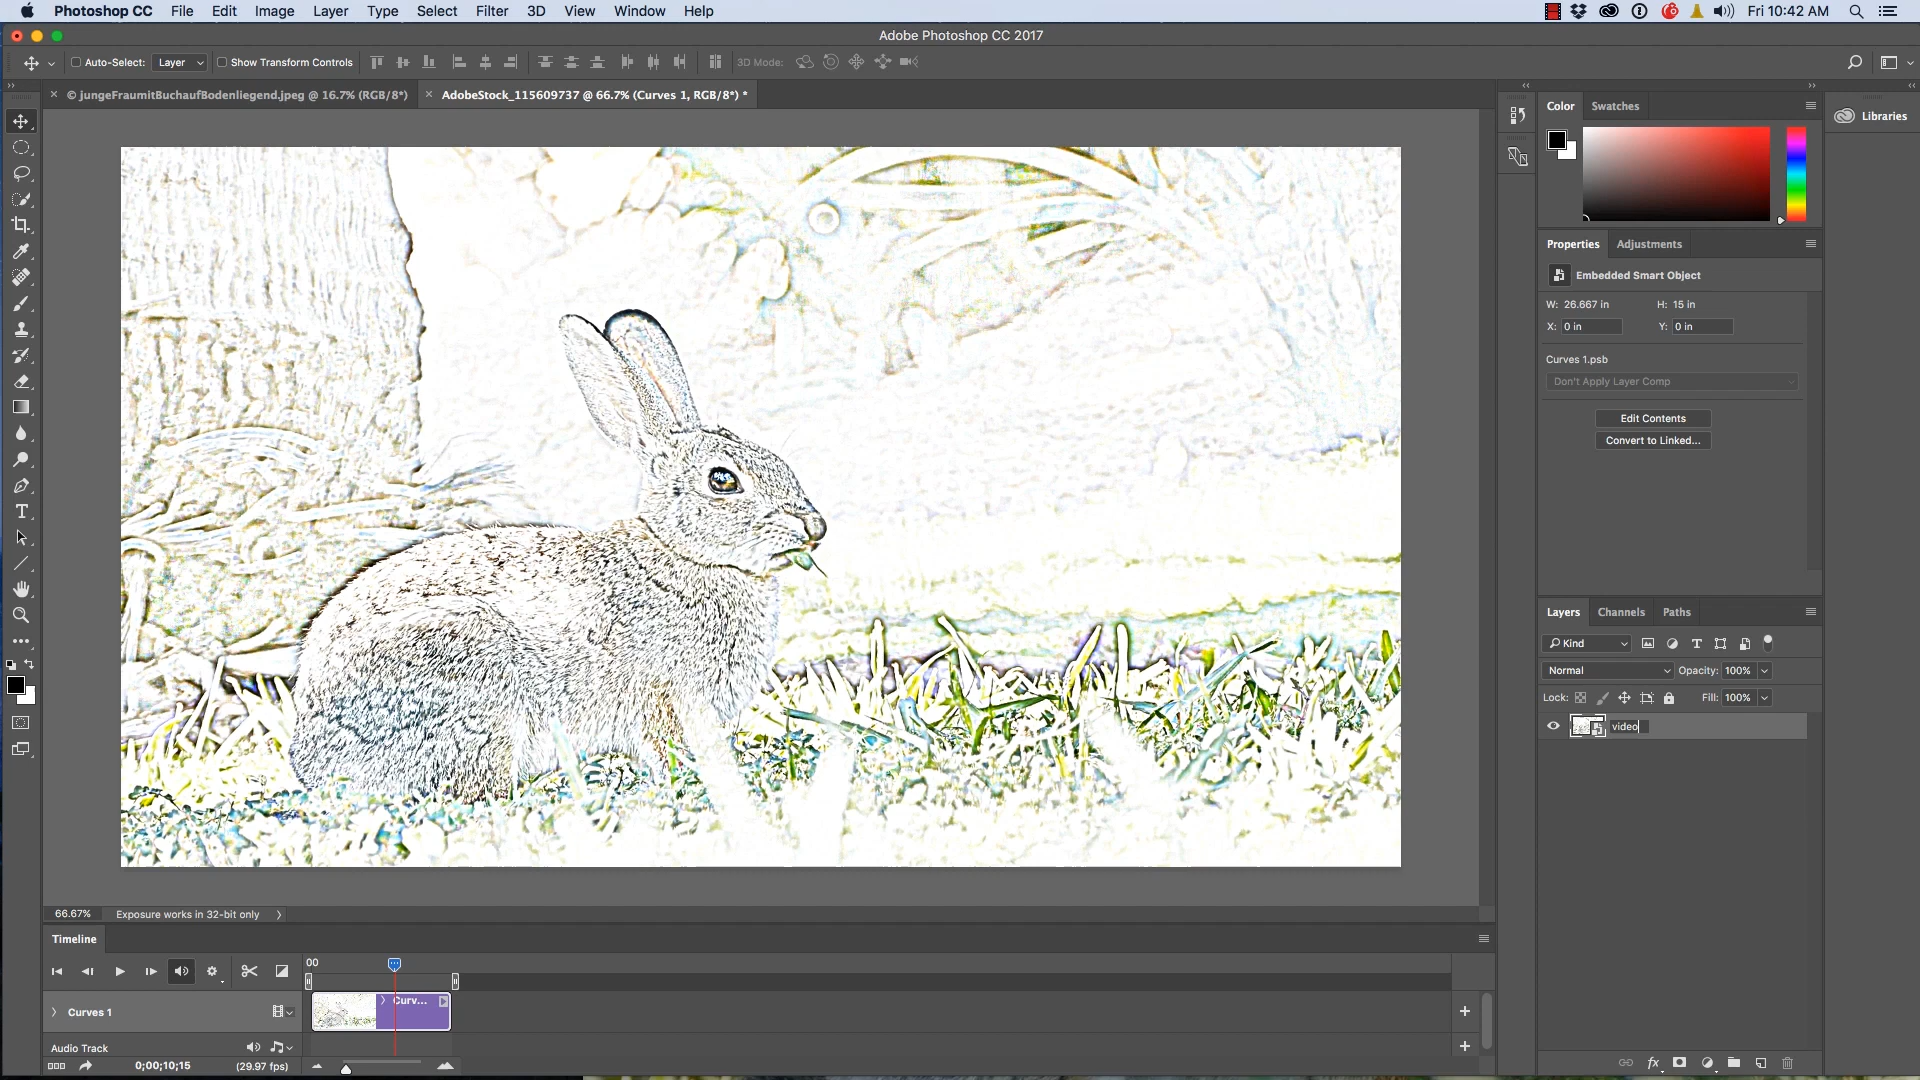 Photoshop CC File Edit Image Layer Type Select Filter 3D View Window Help Fri 10:42 AM
Adobe Photoshop CC 2017
Auto-Select: Layer Show Transform Controls 3D Mode:
© jungeFraumitBuchaufBodenliegend.jpeg @ 16.7% (RGB/8*) AdobeStock_115609737 @ 66.7% (Curves 1, RGB/8*) *
Color Swatches
Libraries
Properties Adjustments
Embedded Smart Object
W: 26.667 in H: 15 in
X: 0 in Y: 0 in
Curves 1.psb
Don't Apply Layer Comp
Edit Contents
Convert to Linked...
Layers Channels Paths
Kind
Normal Opacity: 100%
Lock: Fill: 100%
video
66.67% Exposure works in 32-bit only
Timeline
00
Curv...
Curves 1
Audio Track
0;00;10;15 (29.97 fps)